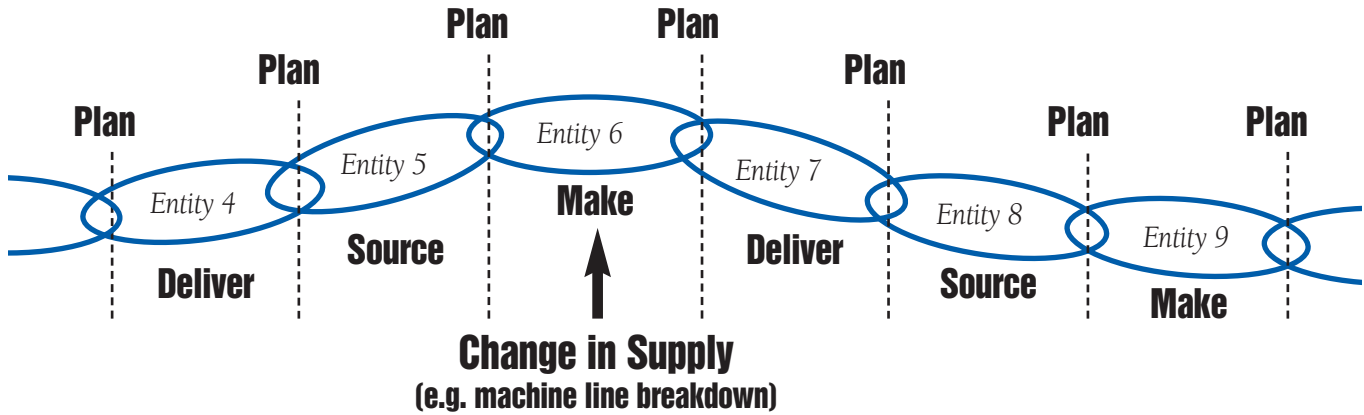 Plan
Plan
Plan
Plan
Plan
Plan
Plan
Entity 4
Entity 5
Entity 6
Entity 7
Entity 8
Entity 9
Deliver
Source
Make
Deliver
Source
Make
Change in Supply
(e.g. machine line breakdown)